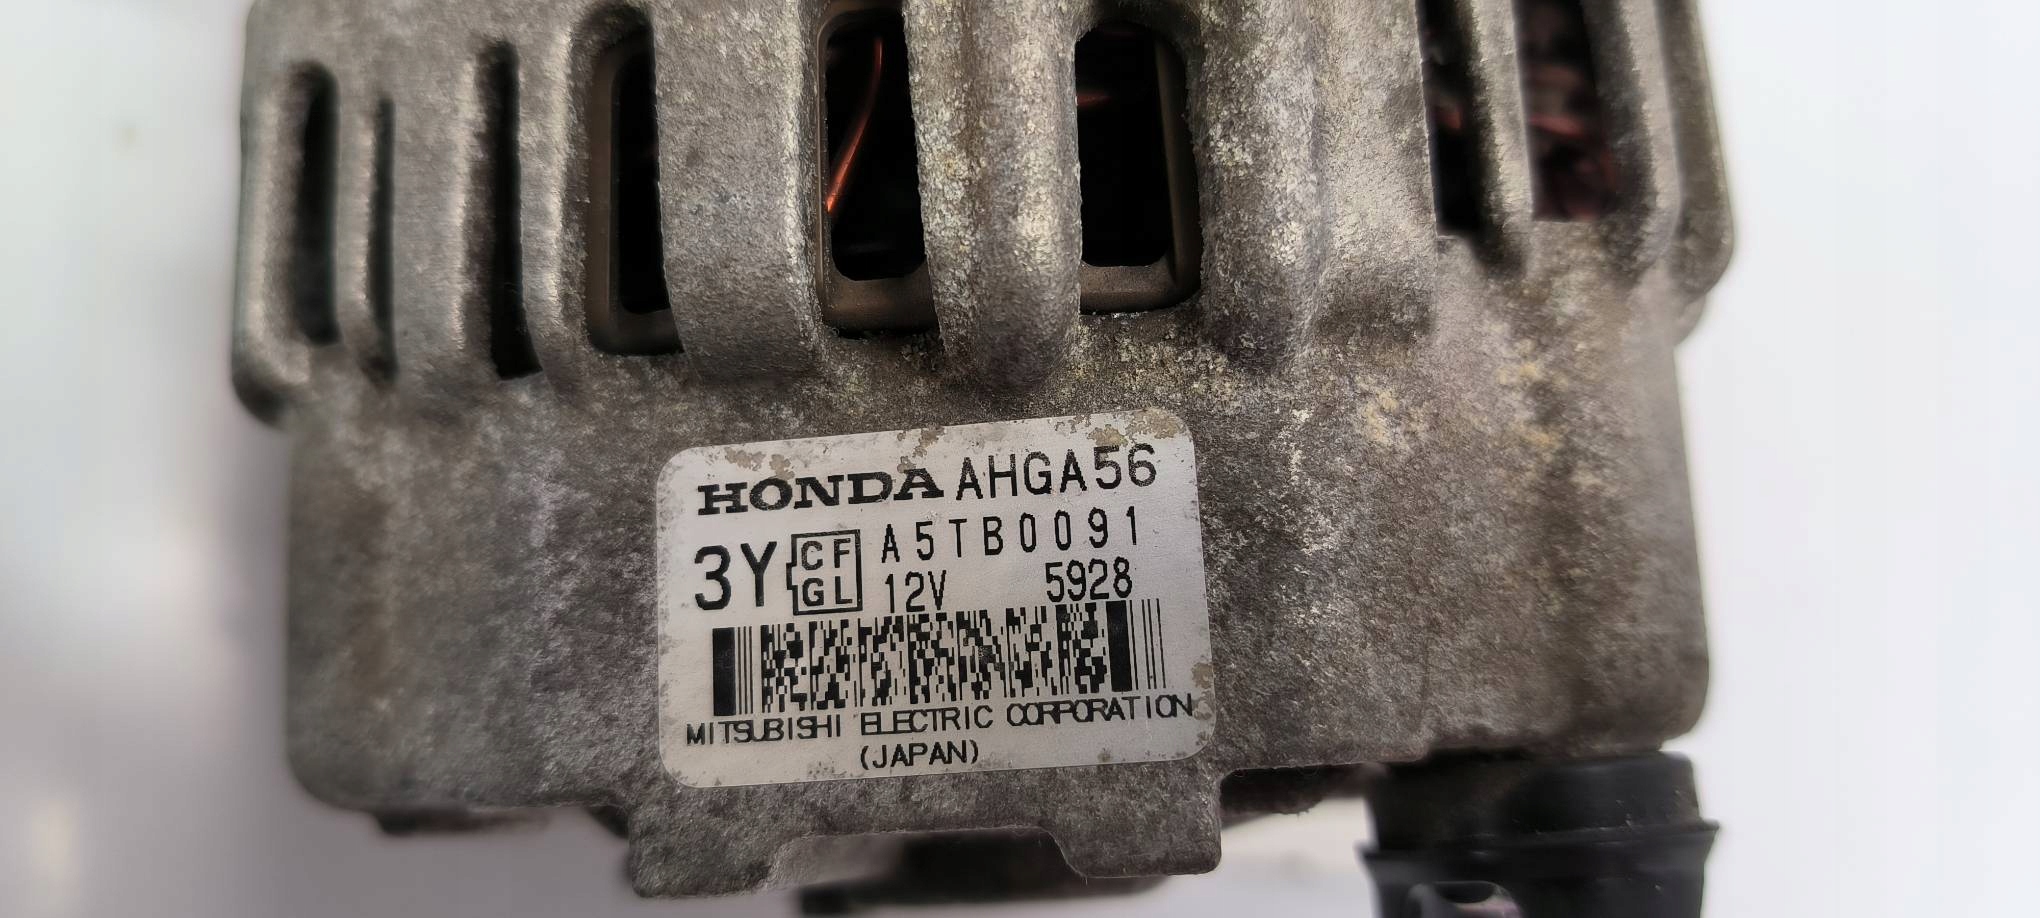 HONDA AHGA56
3Y CF GL A5TB0091
12V 5928
MITSUBISHI ELECTRIC CORPORATION
(JAPAN)